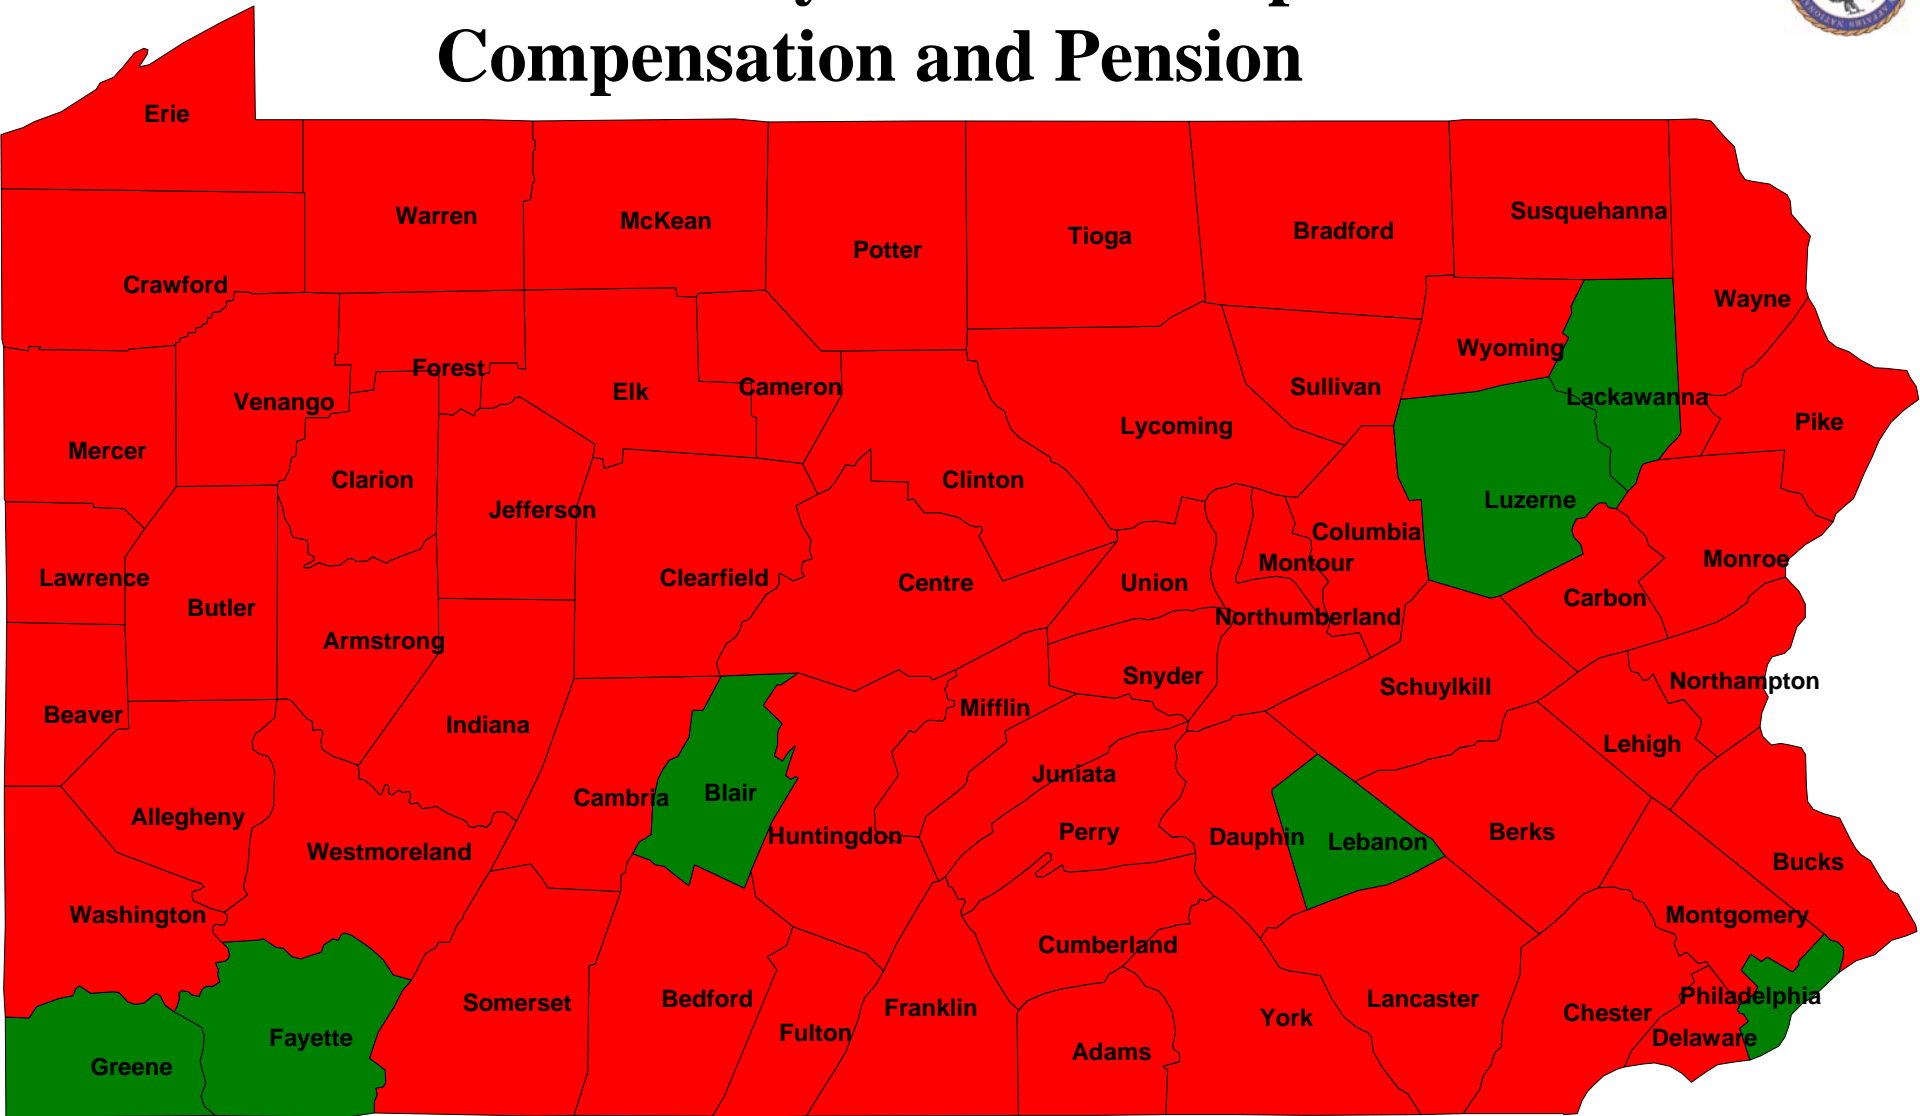 Compensation and Pension
AFFAIRS NATIONAL
Erie
Warren
McKean
Potter
Tioga
Bradford
Susquehanna
Wayne
Crawford
Wyoming
Forest
Elk
Cameron
Sullivan
Lackawanna
Venango
Pike
Mercer
Clarion
Lycoming
Clinton
Jefferson
Luzerne
Columbia
Montour
Monroe
Lawrence
Clearfield
Centre
Union
Carbon
Butler
Northumberland
Armstrong
Snyder
Schuylkill
Northampton
Beaver
Indiana
Mifflin
Lehigh
Juniata
Cambria
Blair
Allegheny
Huntingdon
Perry
Dauphin
Lebanon
Berks
Westmoreland
Bucks
Washington
Montgomery
Cumberland
Somerset
Bedford
Franklin
Lancaster
Philadelphia
York
Chester
Fulton
Fayette
Delaware
Adams
Greene